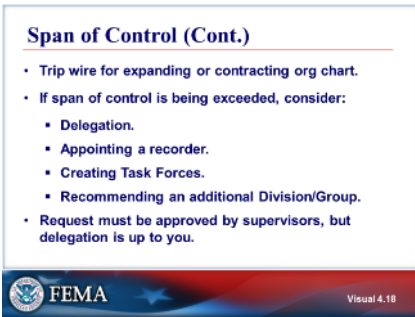 Span of Control (Cont.)
• Trip wire for expanding or contracting org chart.
• If span of control is being exceeded, consider:
▪ Delegation.
▪ Appointing a recorder.
▪ Creating Task Forces.
▪ Recommending an additional Division/Group.
• Request must be approved by supervisors, but
delegation is up to you.
FEMA
Visual 4.18